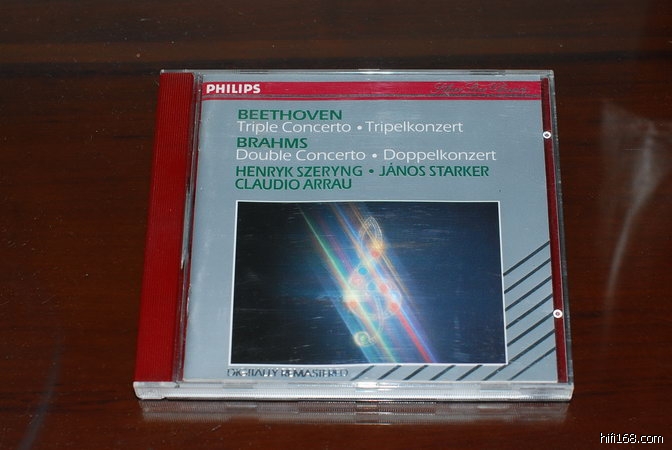 PHILIPS
BEETHOVEN
Triple Concerto • Tripelkonzert
BRAHMS
Double Concerto • Doppelkonzert
HENRYK SZERYNG • JÁNOS STARKER
CLAUDIO ARRAU
DIGITALLY REMASTERED
hifi168.com